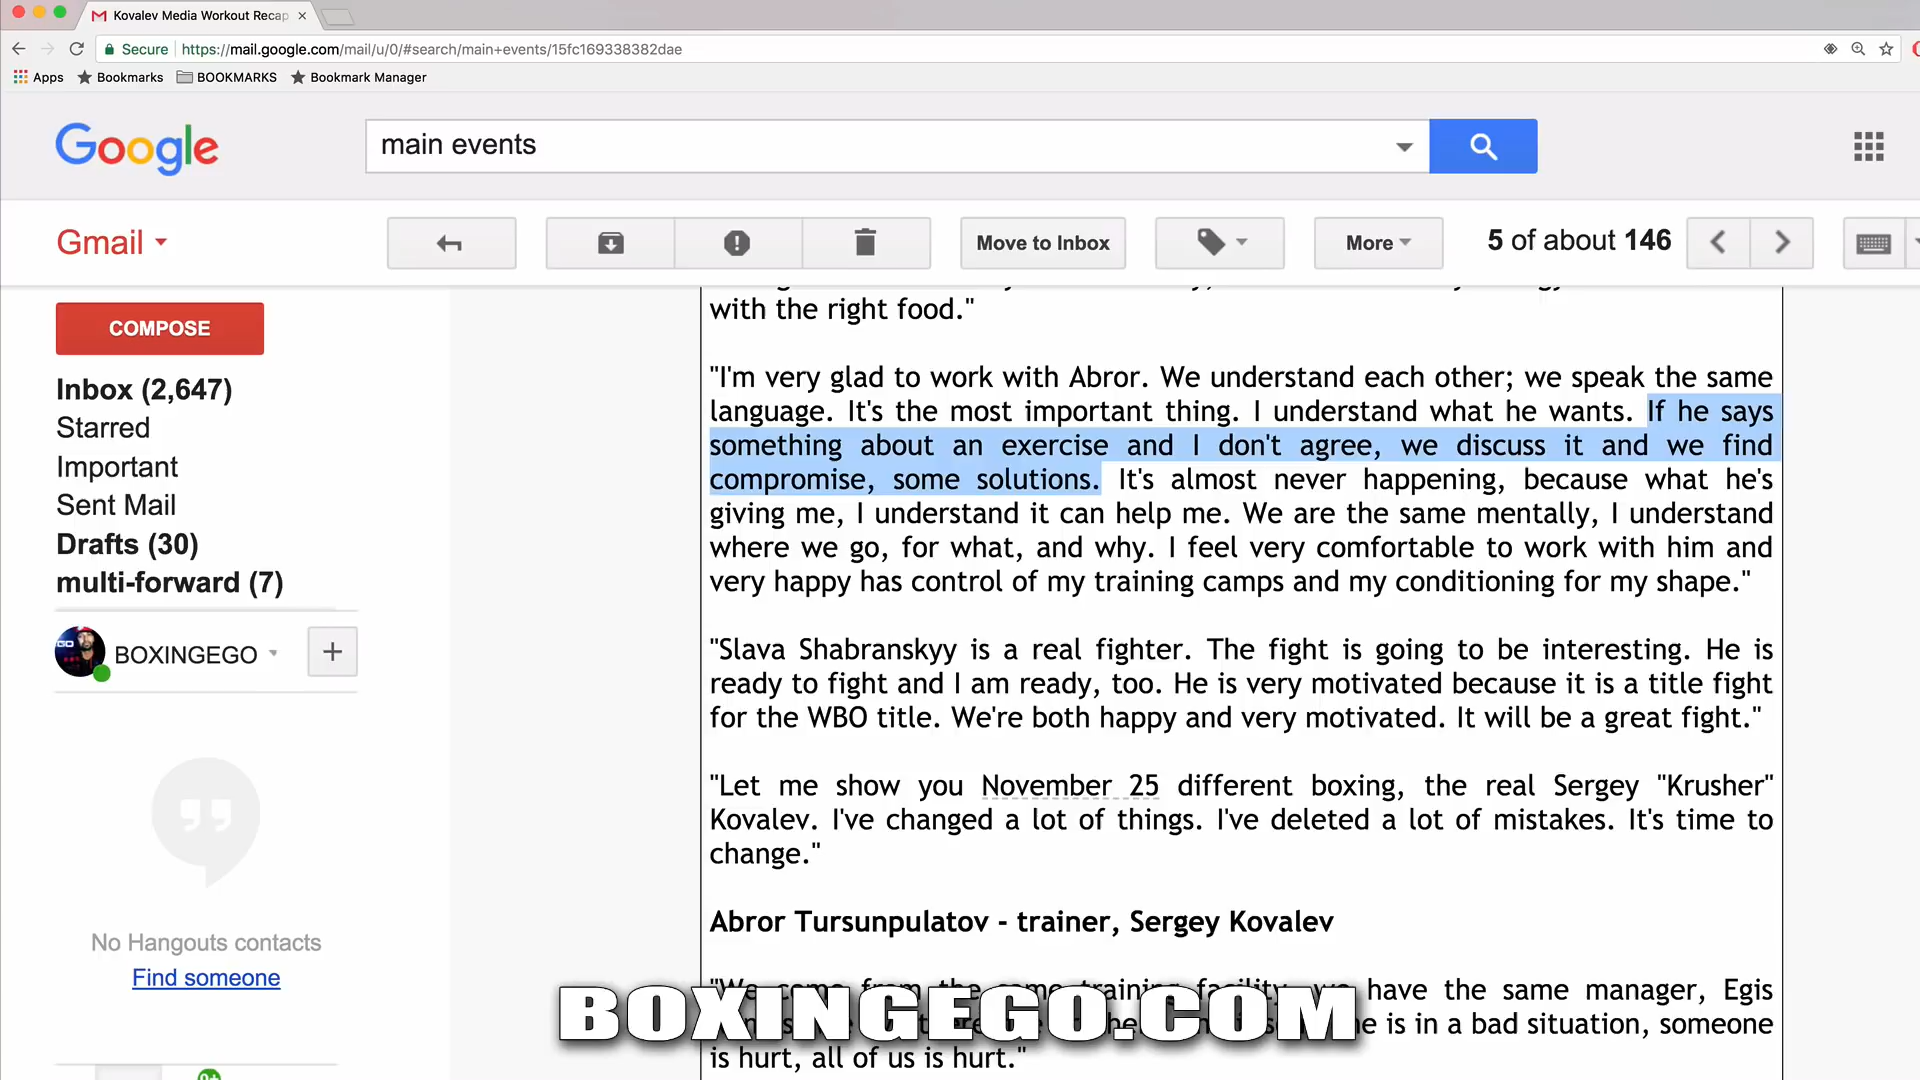 Kovalev Media Workout Recap
Secure https://mail.google.com/mail/u/0/#search/main+events/15fc169338382dae
Apps Bookmarks BOOKMARKS Bookmark Manager
Google
main events
Gmail
Move to Inbox
More
5 of about 146
COMPOSE
Inbox (2,647)
Starred
Important
Sent Mail
Drafts (30)
multi-forward (7)
BOXINGEGO
No Hangouts contacts
Find someone
with the right food."
"I'm very glad to work with Abror. We understand each other; we speak the same
language. It's the most important thing. I understand what he wants. If he says
something about an exercise and I don't agree, we discuss it and we find
compromise, some solutions. It's almost never happening, because what he's
giving me, I understand it can help me. We are the same mentally, I understand
where we go, for what, and why. I feel very comfortable to work with him and
very happy has control of my training camps and my conditioning for my shape."
"Slava Shabranskyy is a real fighter. The fight is going to be interesting. He is
ready to fight and I am ready, too. He is very motivated because it is a title fight
for the WBO title. We're both happy and very motivated. It will be a great fight."
"Let me show you November 25 different boxing, the real Sergey "Krusher"
Kovalev. I've changed a lot of things. I've deleted a lot of mistakes. It's time to
change."
Abror Tursunpulatov - trainer, Sergey Kovalev
"We come from the same training facility, we have the same manager, Egis
is in a bad situation, someone
is hurt, all of us is hurt."
BOXINGEGO.COM